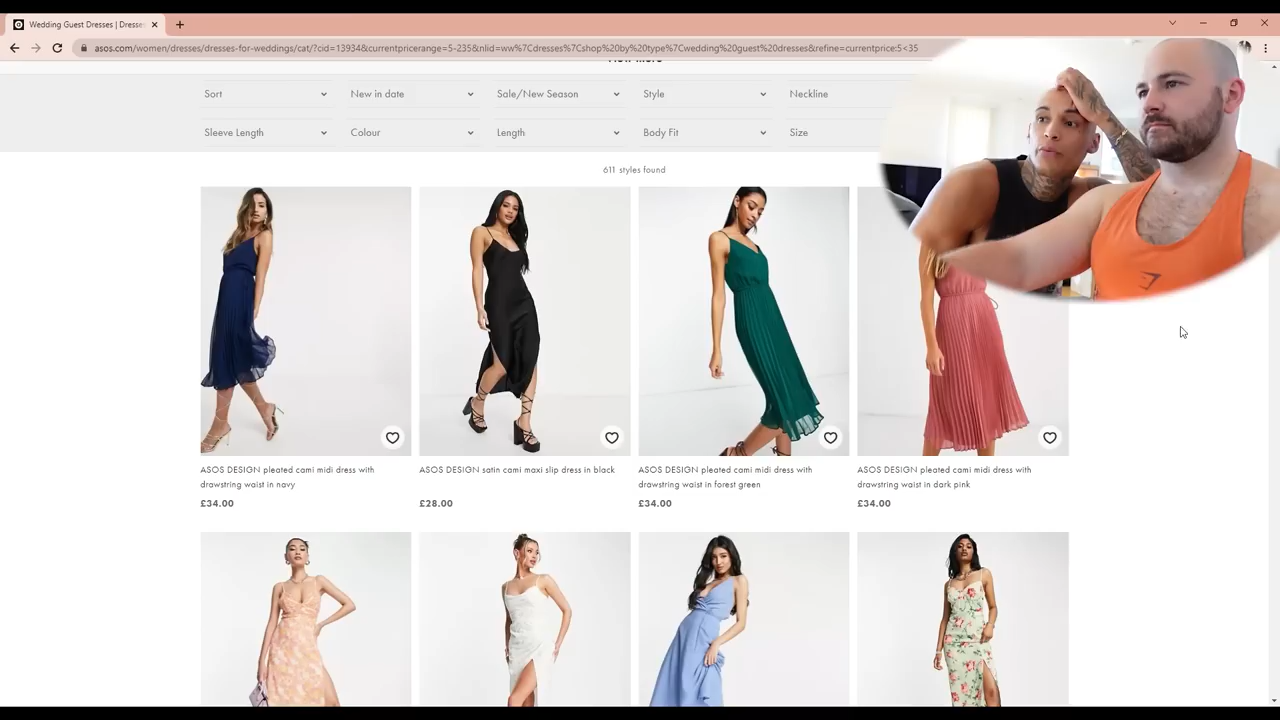 Wedding Guest Dresses | Dresse
asos.com/women/dresses/dresses-for-weddings/cat/?cid=13934&currentpricerange=5-235&nlid=ww%7Cdresses%7Cshop%20by%20type%7Cwedding%20guest%20dresses&refine=currentprice:5<35
Sort
New in date
Sale/New Season
Style
Neckline
Sleeve Length
Colour
Length
Body Fit
Size
611 styles found
ASOS DESIGN pleated cami midi dress with
drawstring waist in navy
£34.00
ASOS DESIGN satin cami maxi slip dress in black
£28.00
ASOS DESIGN pleated cami midi dress with
drawstring waist in forest green
£34.00
ASOS DESIGN pleated cami midi dress with
drawstring waist in dark pink
£34.00